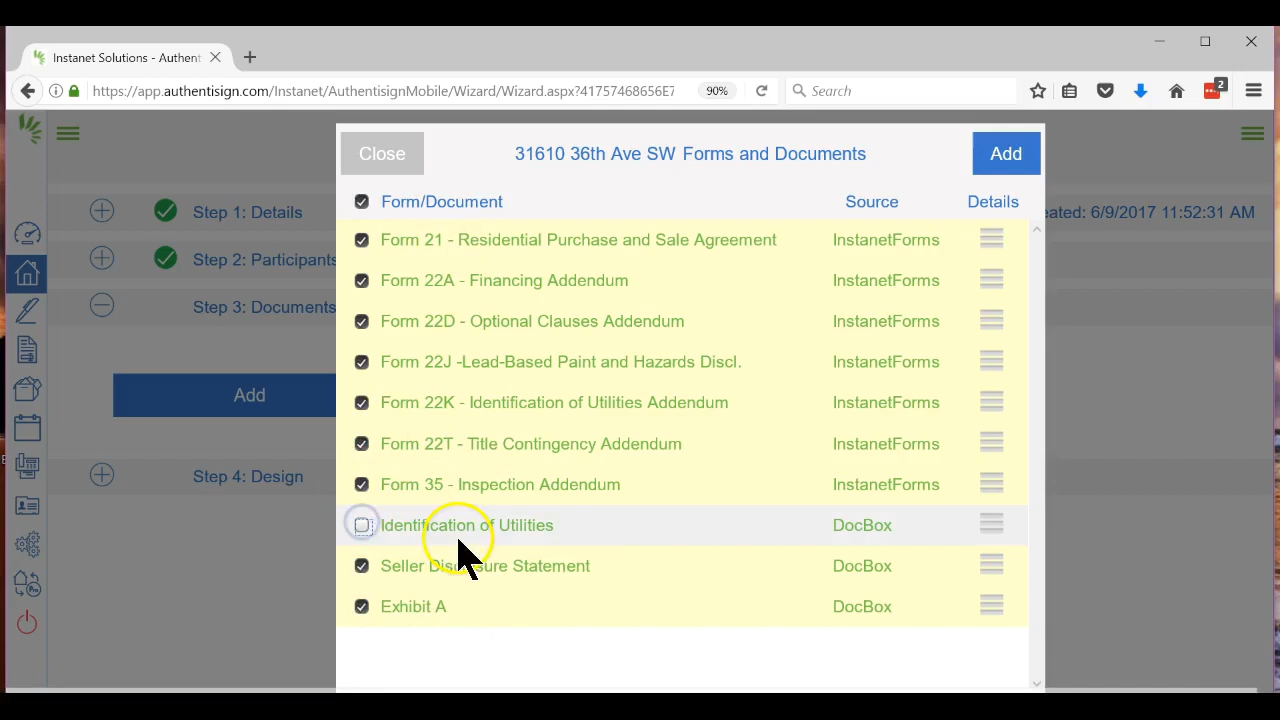 Instanet Solutions - Authent
https://app.authentisign.com/Instanet/AuthentisignMobile/Wizard/Wizard.aspx?41757468656E7
90%
Search
2
Close
31610 36th Ave SW Forms and Documents
Add
Form/Document Source Details
Step 1: Details
eated: 6/9/2017 11:52:31 AM
Form 21 - Residential Purchase and Sale Agreement InstanetForms
Step 2: Participants
Form 22A - Financing Addendum InstanetForms
Step 3: Documents
Form 22D - Optional Clauses Addendum InstanetForms
Form 22J -Lead-Based Paint and Hazards Discl. InstanetForms
Add
Form 22K - Identification of Utilities Addendum InstanetForms
Form 22T - Title Contingency Addendum InstanetForms
Step 4: Design
Form 35 - Inspection Addendum InstanetForms
Identification of Utilities DocBox
Seller Disclosure Statement DocBox
Exhibit A DocBox